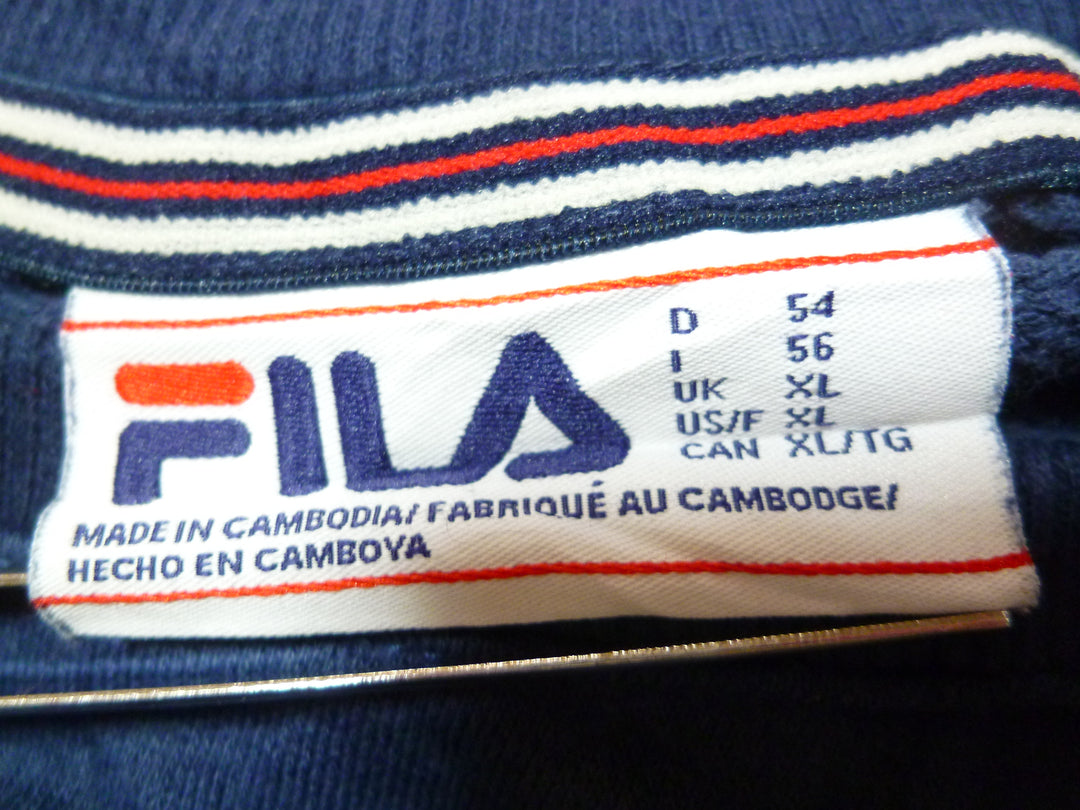 FILA
D 54
I 56
UK XL
US/F XL
CAN XL/TG
MADE IN CAMBODIA/ FABRIQUÉ AU CAMBODGE/
HECHO EN CAMBOYA